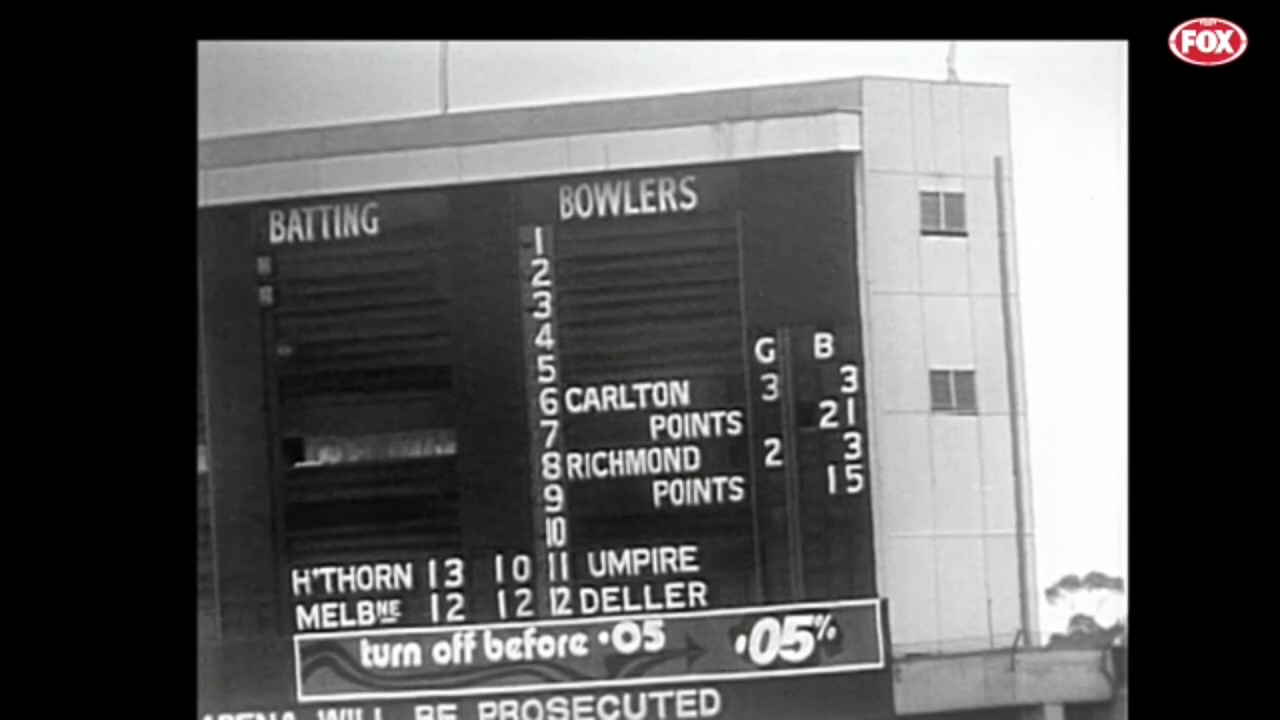 FOX
BATTING BOWLERS
1
2
3
4
G B
5
6 CARLTON 3 3
7 POINTS 21
8 RICHMOND 2 3
9 POINTS 15
10
H'THORN 13 10 11 UMPIRE
MELBNE 12 12 12 DELLER
turn off before .05 .05%
ARENA WILL BE PROSECUTED